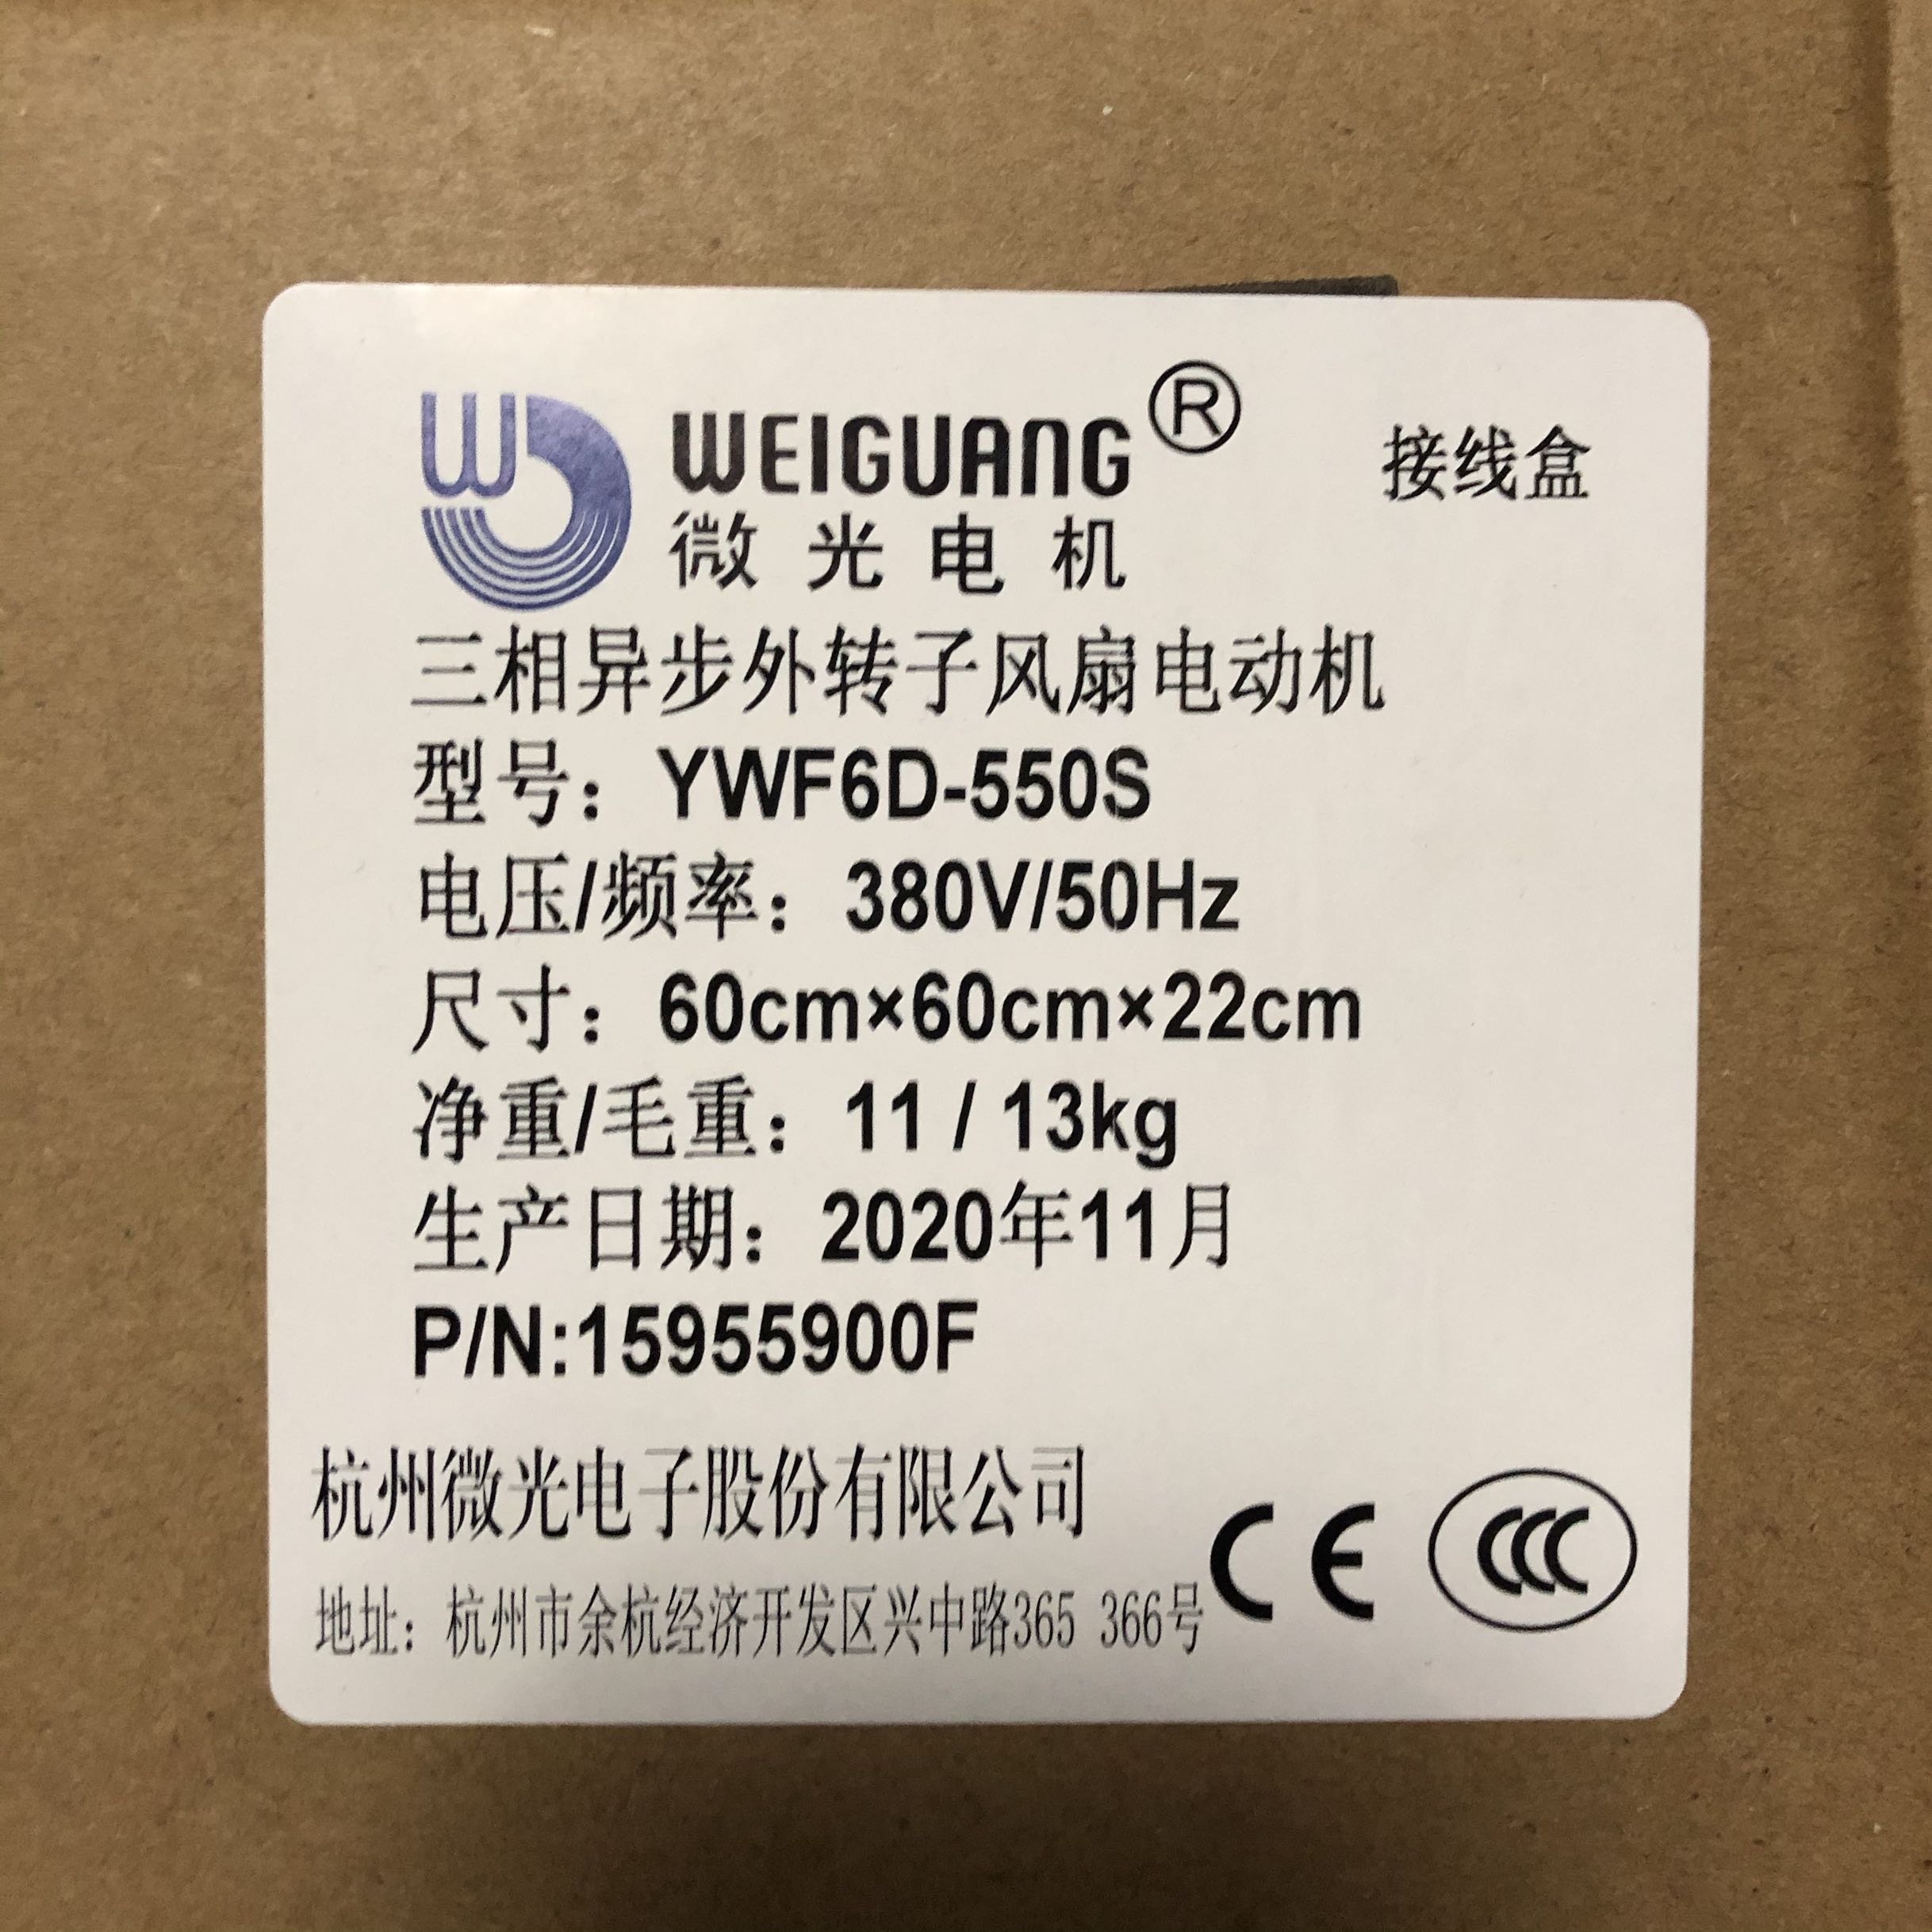 WEIGUANG® 接线盒
微光电机
三相异步外转子风扇电动机
型号：YWF6D-550S
电压/频率：380V/50Hz
尺寸：60cm×60cm×22cm
净重/毛重：11 / 13kg
生产日期：2020年11月
P/N:15955900F
杭州微光电子股份有限公司
CE CCC
地址：杭州市余杭经济开发区兴中路365 366号